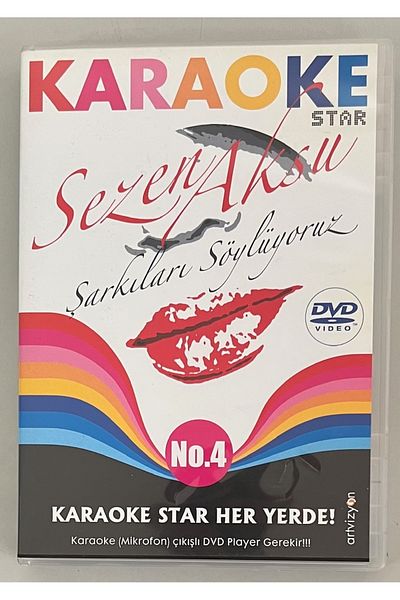 KARAOKE
STAR
Sezen Aksu
Şarkıları Söylüyoruz
DVD
VIDEO™
No.4
KARAOKE STAR HER YERDE!
Karaoke (Mikrofon) çıkışlı DVD Player Gerekir!!!
artvizyon